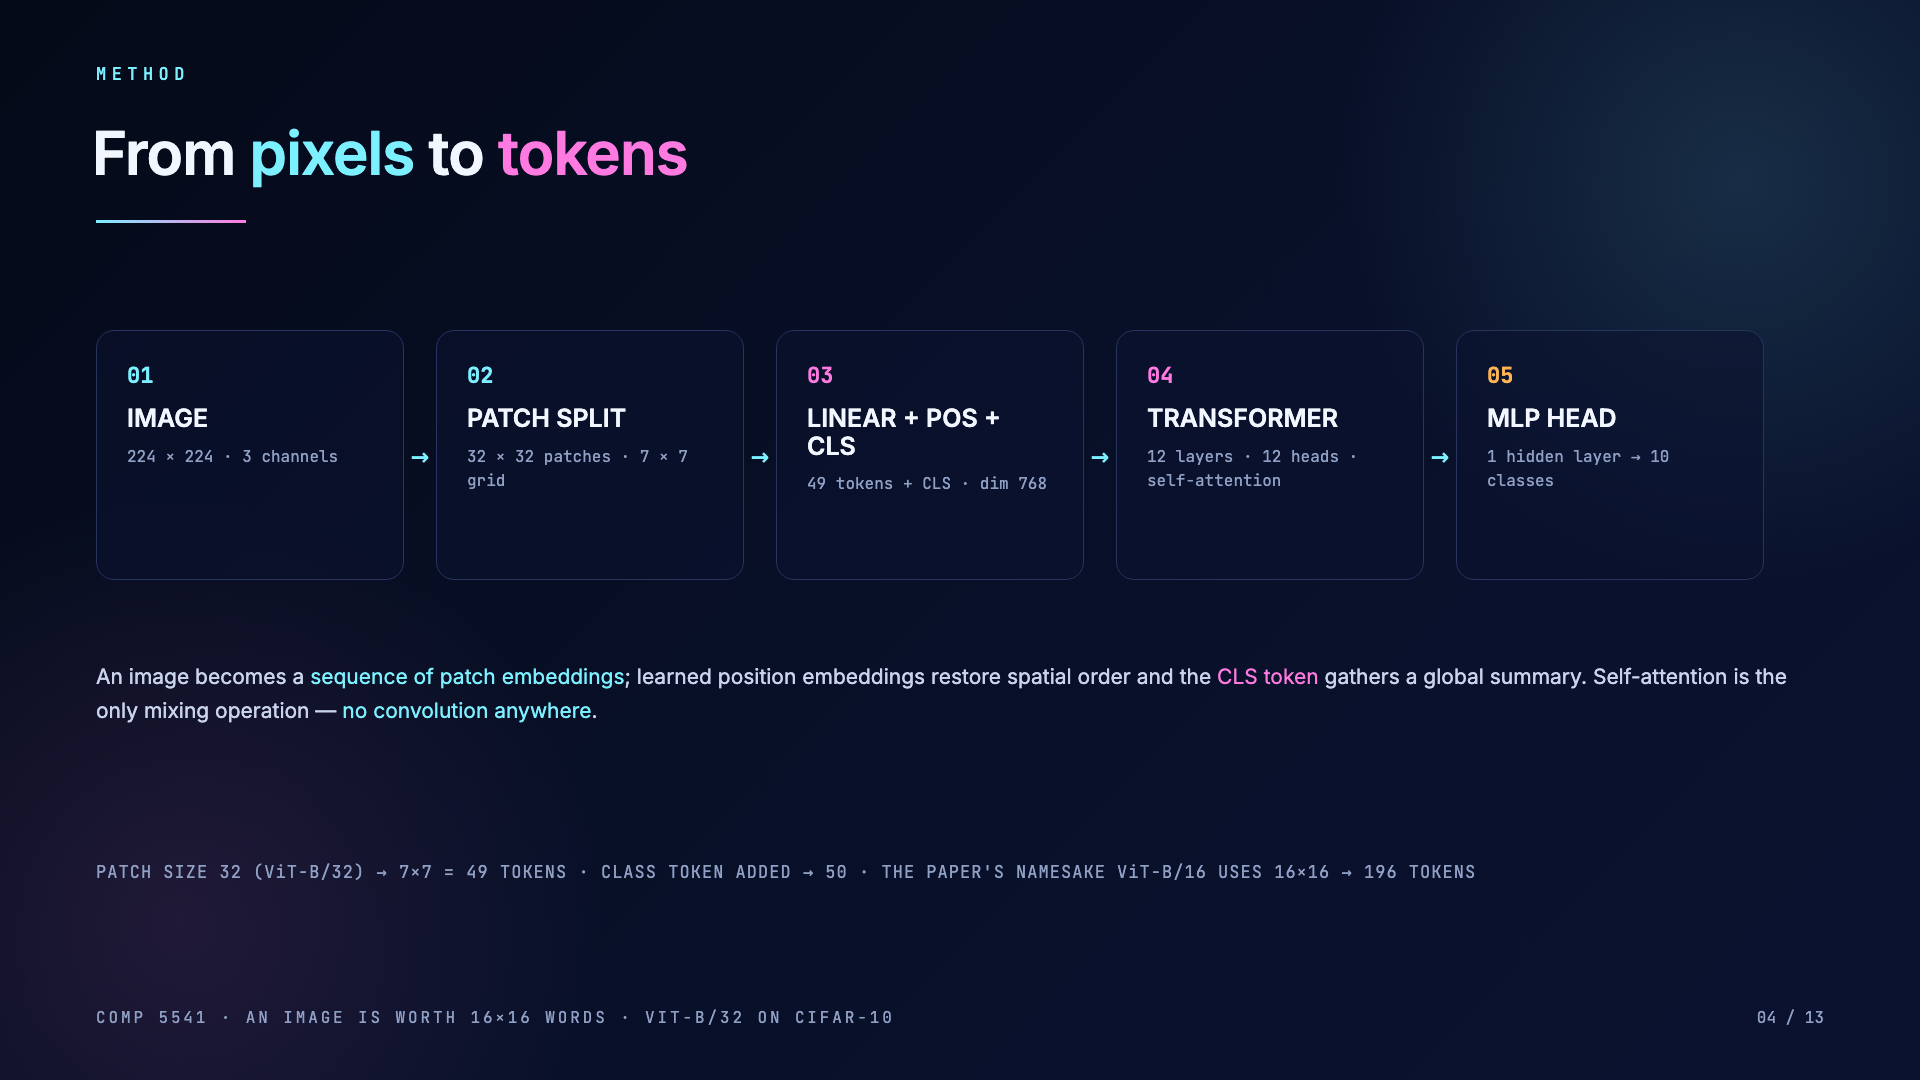 METHOD
From pixels to tokens
01
IMAGE
224 × 224 · 3 channels
→
02
PATCH SPLIT
32 × 32 patches · 7 × 7
grid
→
03
LINEAR + POS +
CLS
49 tokens + CLS · dim 768
→
04
TRANSFORMER
12 layers · 12 heads ·
self-attention
→
05
MLP HEAD
1 hidden layer → 10
classes
An image becomes a sequence of patch embeddings; learned position embeddings restore spatial order and the CLS token gathers a global summary. Self-attention is the
only mixing operation — no convolution anywhere.
PATCH SIZE 32 (ViT-B/32) → 7×7 = 49 TOKENS · CLASS TOKEN ADDED → 50 · THE PAPER'S NAMESAKE ViT-B/16 USES 16×16 → 196 TOKENS
COMP 5541 · AN IMAGE IS WORTH 16×16 WORDS · VIT-B/32 ON CIFAR-10
04 / 13